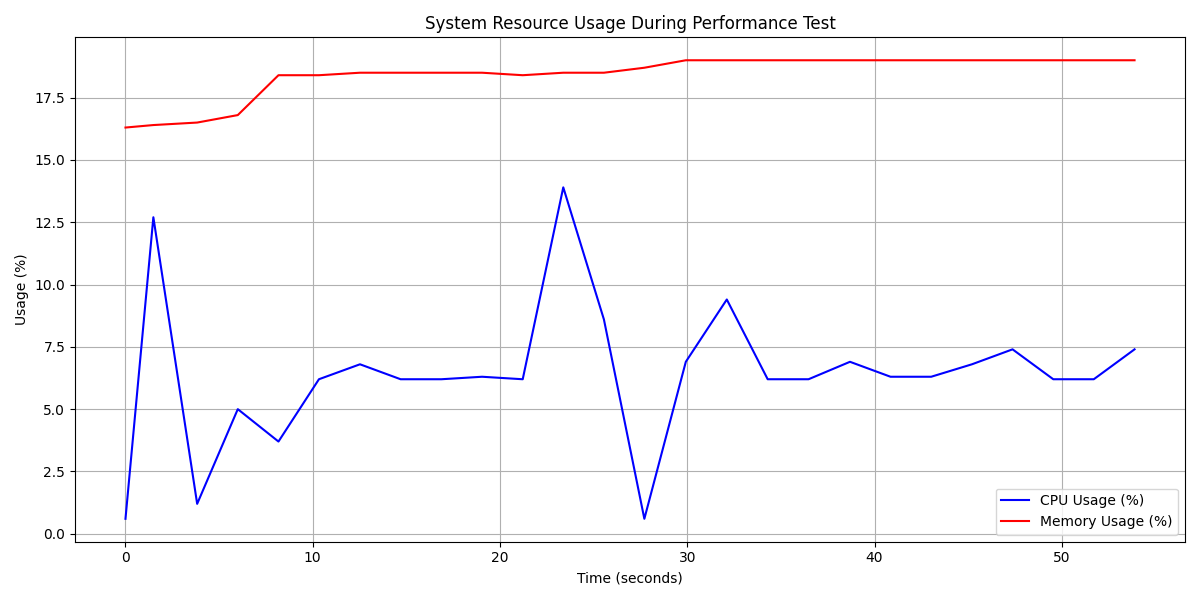 System Resource Usage During Performance Test
Usage (%)
17.5
15.0
12.5
10.0
7.5
5.0
2.5
0.0
0 10 20 30 40 50
Time (seconds)
CPU Usage (%)
Memory Usage (%)